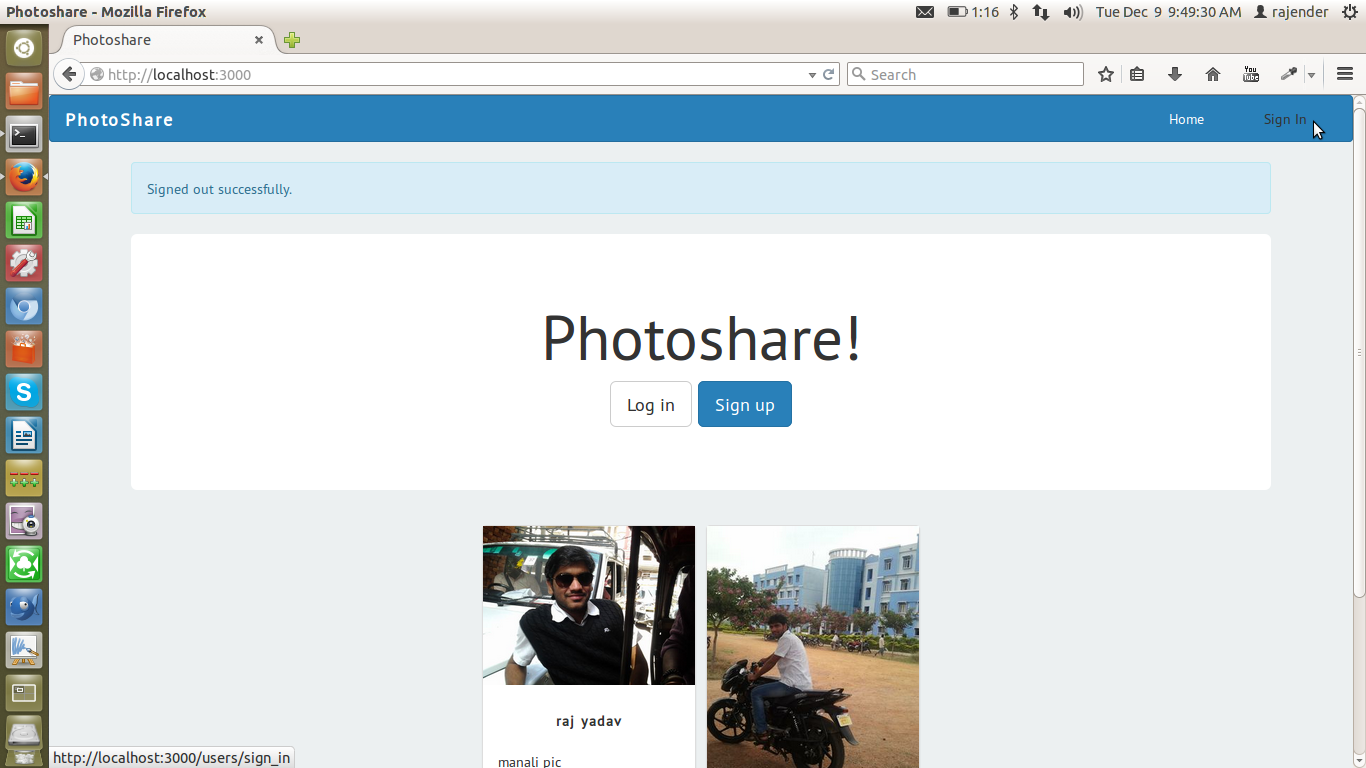 Photoshare - Mozilla Firefox
1:16
Tue Dec 9 9:49:30 AM
rajender
Photoshare
http://localhost:3000
Search
You
Tube
PhotoShare
Home
Sign In
Signed out successfully.
Photoshare!
Log in
Sign up
S
raj yadav
manali pic
http://localhost:3000/users/sign_in